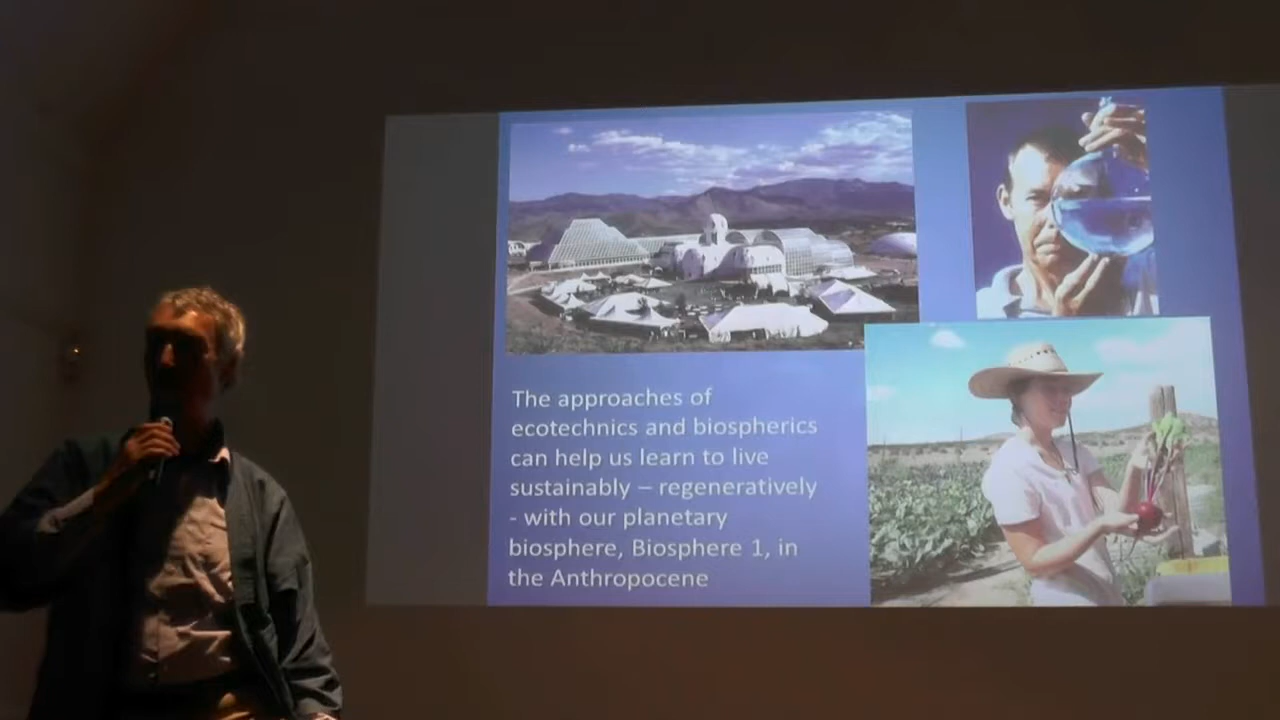 The approaches of
ecotechnics and biospherics
can help us learn to live
sustainably – regeneratively
- with our planetary
biosphere, Biosphere 1, in
the Anthropocene